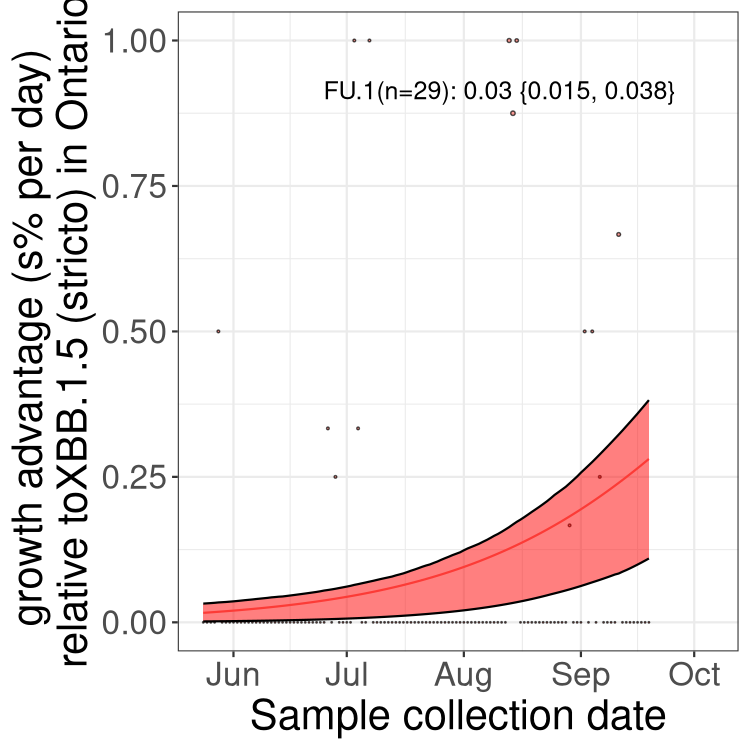 growth advantage (s% per day)
relative toXBB.1.5 (stricto) in Ontario
1.00
0.75
0.50
0.25
0.00
FU.1(n=29): 0.03 {0.015, 0.038}
Jun Jul Aug Sep Oct
Sample collection date